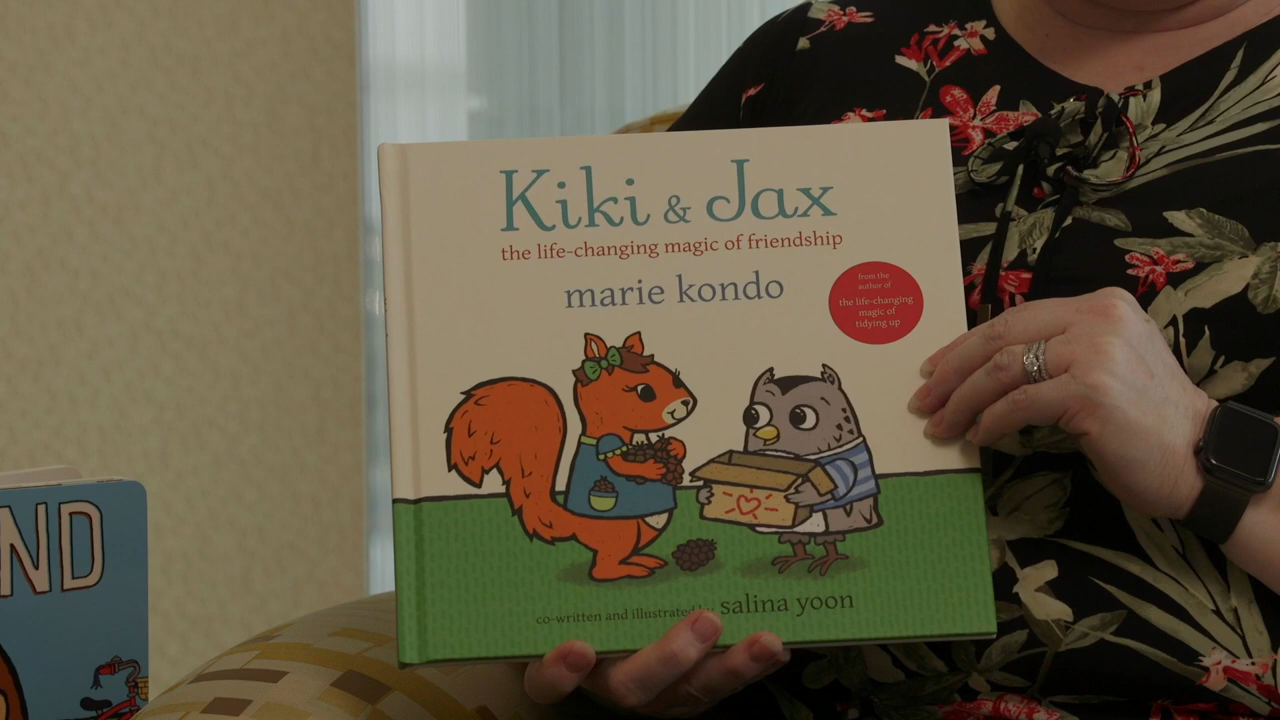 Kiki & Jax
the life-changing magic of friendship
marie kondo
from the
author of
the life-changing
magic of
tidying up
co-written and illustrated by salina yoon
ND